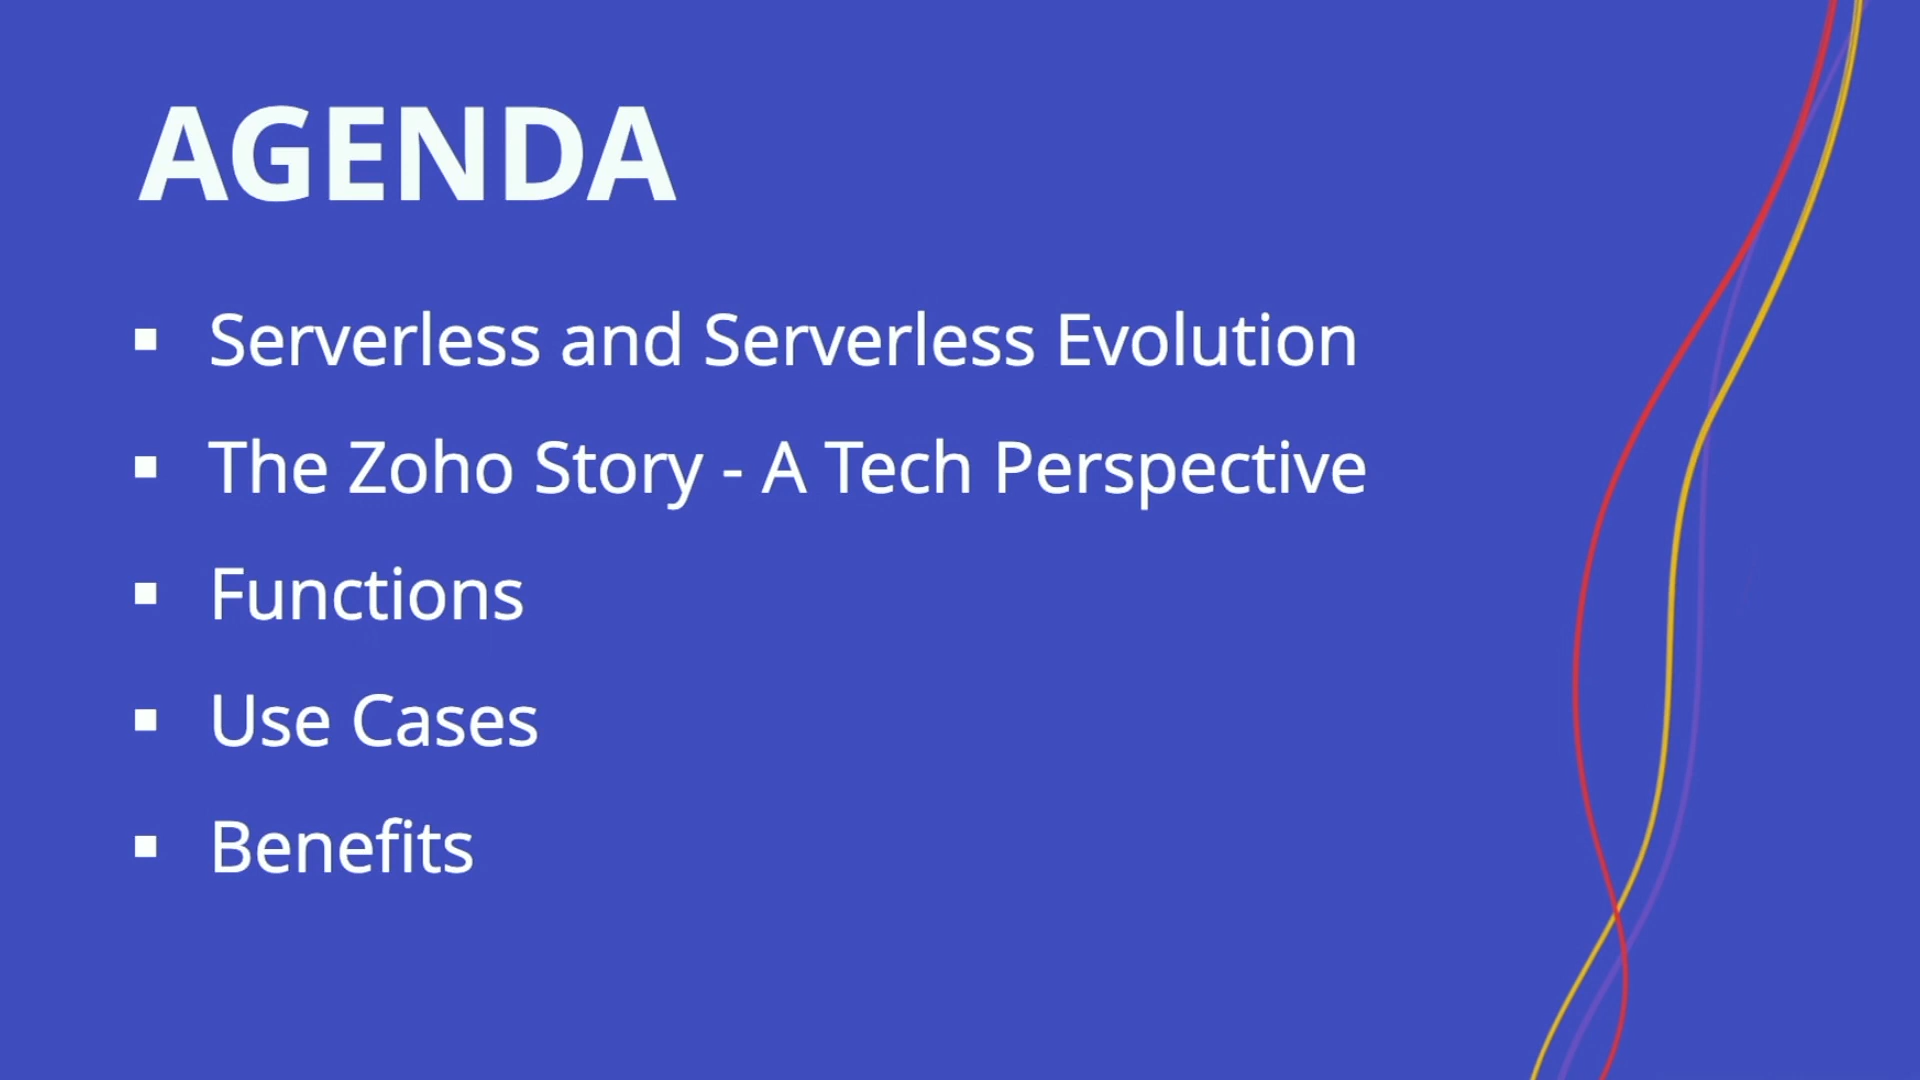 AGENDA
▪ Serverless and Serverless Evolution
▪ The Zoho Story - A Tech Perspective
▪ Functions
▪ Use Cases
▪ Benefits